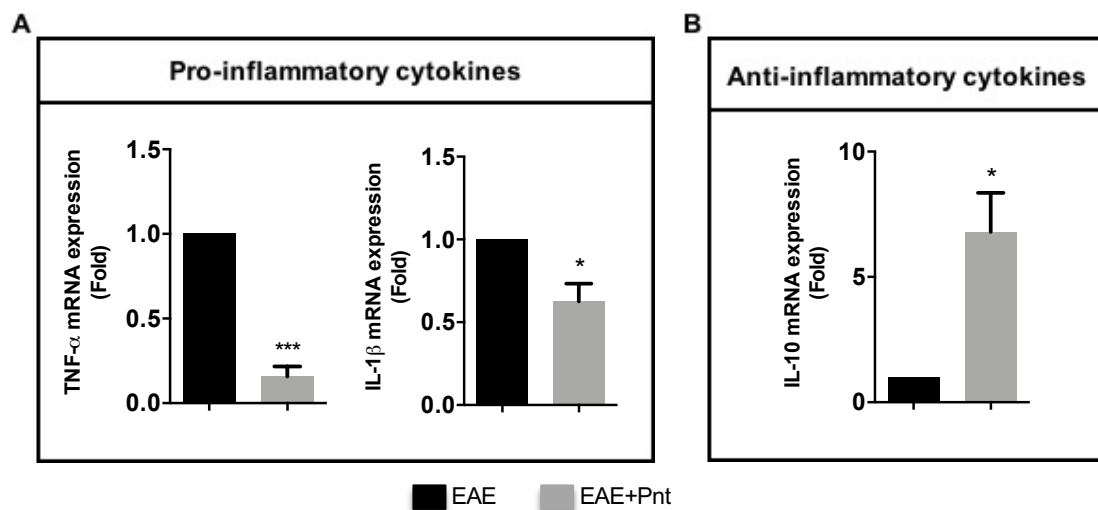 A
Pro-inflammatory cytokines
TNF-α mRNA expression
(Fold)
1.5
1.0
0.5
0.0
***
IL-1β mRNA expression
(Fold)
1.5
1.0
0.5
0.0
*
B
Anti-inflammatory cytokines
IL-10 mRNA expression
(Fold)
10
5
0
*
EAE
EAE+Pnt